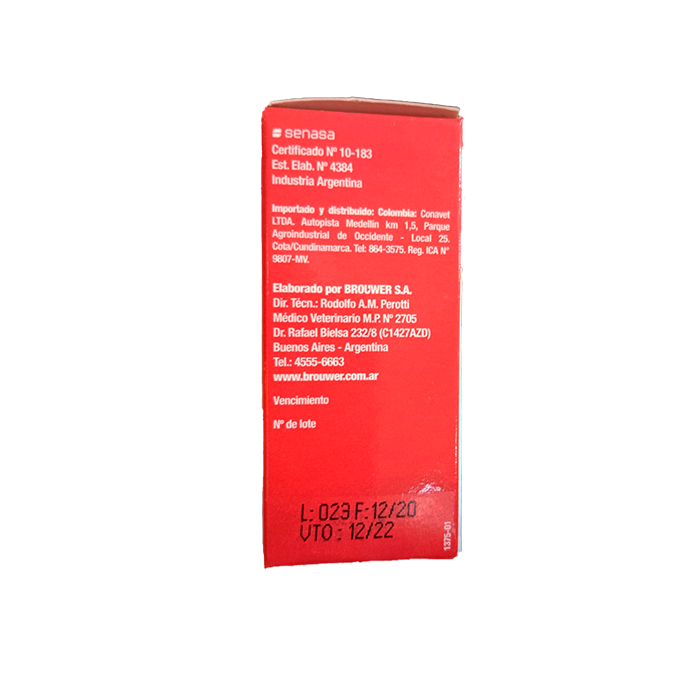 senasa
Certificado Nº 10-183
Est. Elab. Nº 4384
Industria Argentina
Importado y distribuido: Colombia: Conavet
LTDA. Autopista Medellín km 1,5, Parque
Agroindustrial de Occidente - Local 25.
Cota/Cundinamarca. Tel: 864-3575. Reg. ICA Nº
9807-MV.
Elaborado por BROUWER S.A.
Dir. Técn.: Rodolfo A.M. Perotti
Médico Veterinario M.P. Nº 2705
Dr. Rafael Bielsa 232/8 (C1427AZD)
Buenos Aires - Argentina
Tel.: 4555-6663
www.brouwer.com.ar
Vencimiento
Nº de lote
L: 023 F: 12/20
VTO : 12/22
1375-01